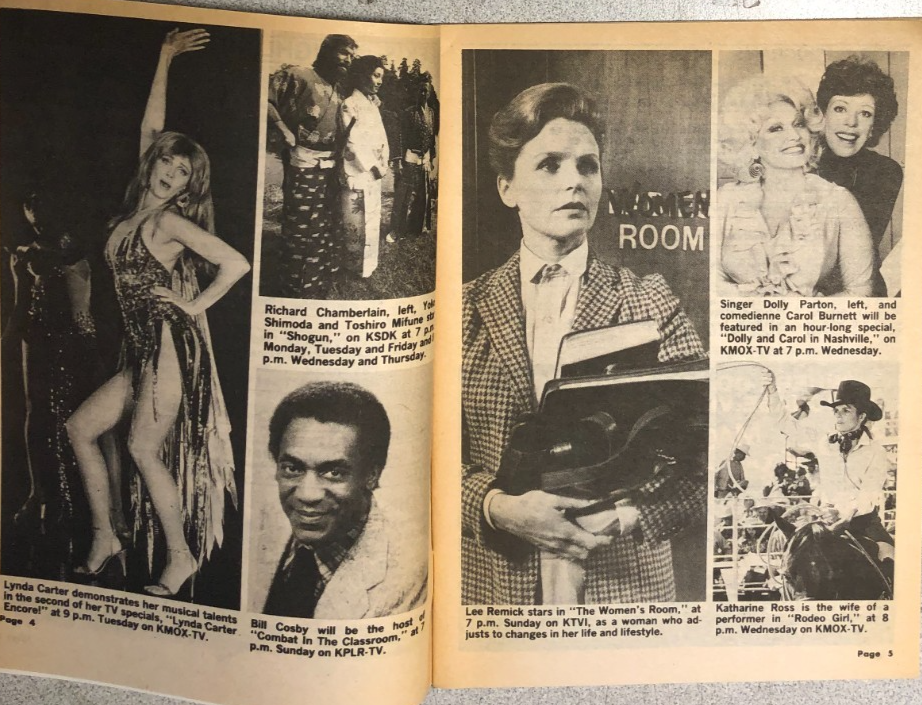 Richard Chamberlain, left, Yoko
Shimoda and Toshiro Mifune
in "Shogun," on KSDK at 7 p.m.
Monday, Tuesday and Friday and
p.m. Wednesday and Thursday.
Lynda Carter demonstrates her musical talents
in the second of her TV specials, "Lynda Carter
Encore!" at 9 p.m. Tuesday on KMOX-TV.
Page 4
Bill Cosby will be the host of
"Combat In The Classroom," at 7
p.m. Sunday on KPLR-TV.
WOMEN
ROOM
Lee Remick stars in "The Women's Room," at
7 p.m. Sunday on KTVI, as a woman who ad-
justs to changes in her life and lifestyle.
Singer Dolly Parton, left, and
comedienne Carol Burnett will be
featured in an hour-long special,
"Dolly and Carol in Nashville," on
KMOX-TV at 7 p.m. Wednesday.
Katharine Ross is the wife of a
performer in "Rodeo Girl," at 8
p.m. Wednesday on KMOX-TV.
Page 5